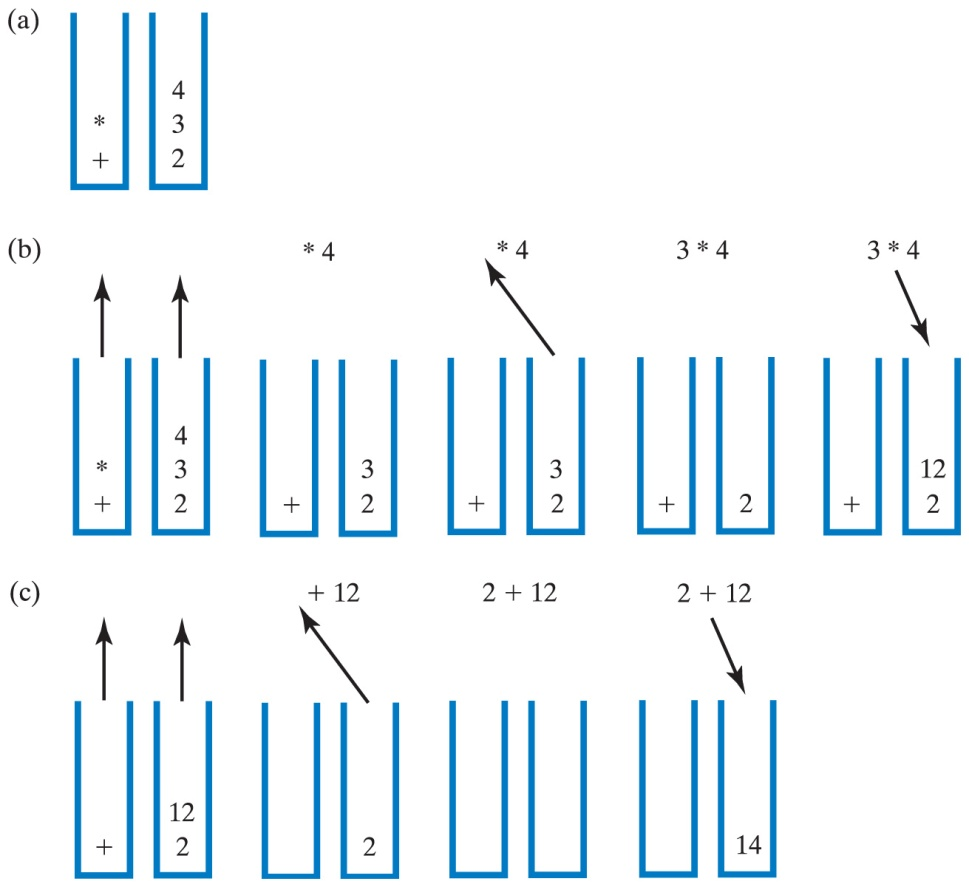 (a)
4
* 3
+ 2
(b) * 4 * 4 3 * 4 3 * 4
4
* 3 3 3 12
+ 2 + 2 + 2 + 2 + 2
(c) + 12 2 + 12 2 + 12
12
+ 2 2 14